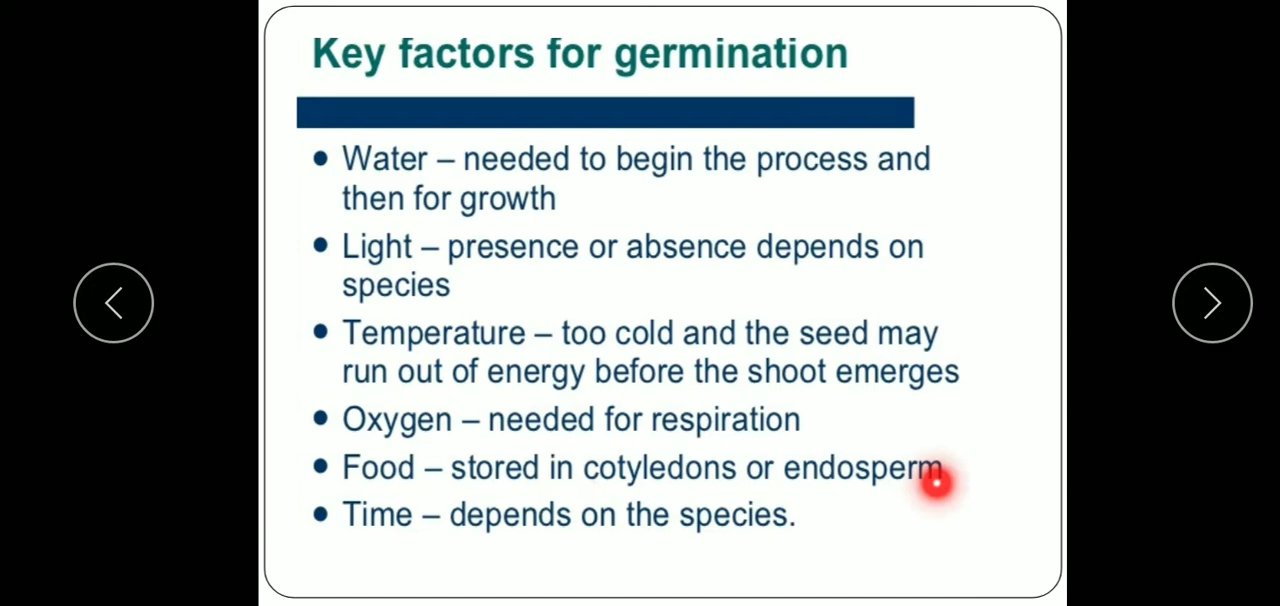 Key factors for germination
• Water – needed to begin the process and
then for growth
• Light – presence or absence depends on
species
• Temperature – too cold and the seed may
run out of energy before the shoot emerges
• Oxygen – needed for respiration
• Food – stored in cotyledons or endosperm
• Time – depends on the species.